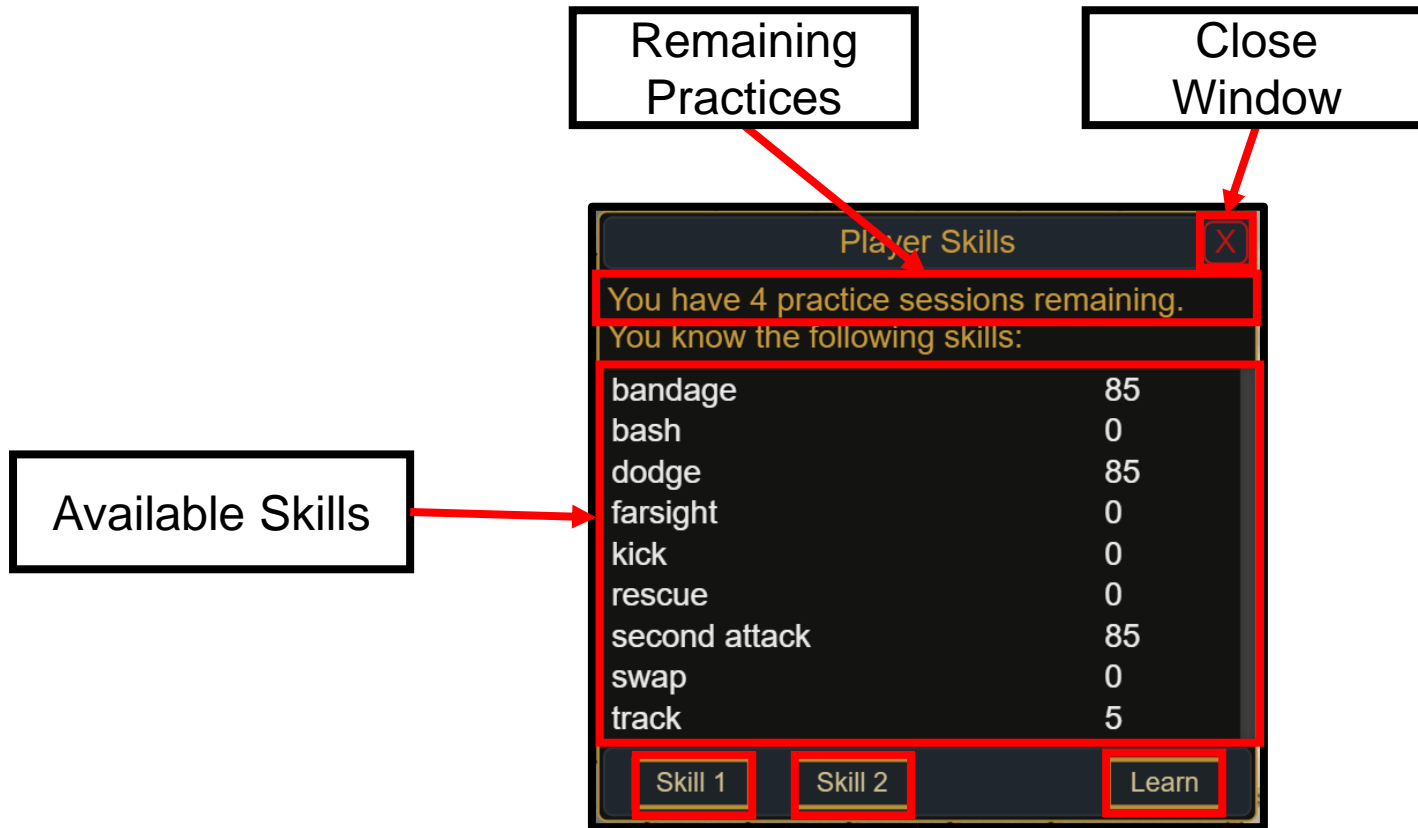 Remaining
Practices
Close
Window
Player Skills
X
You have 4 practice sessions remaining.
You know the following skills:
Available Skills
bandage 85
bash 0
dodge 85
farsight 0
kick 0
rescue 0
second attack 85
swap 0
track 5
Skill 1
Skill 2
Learn